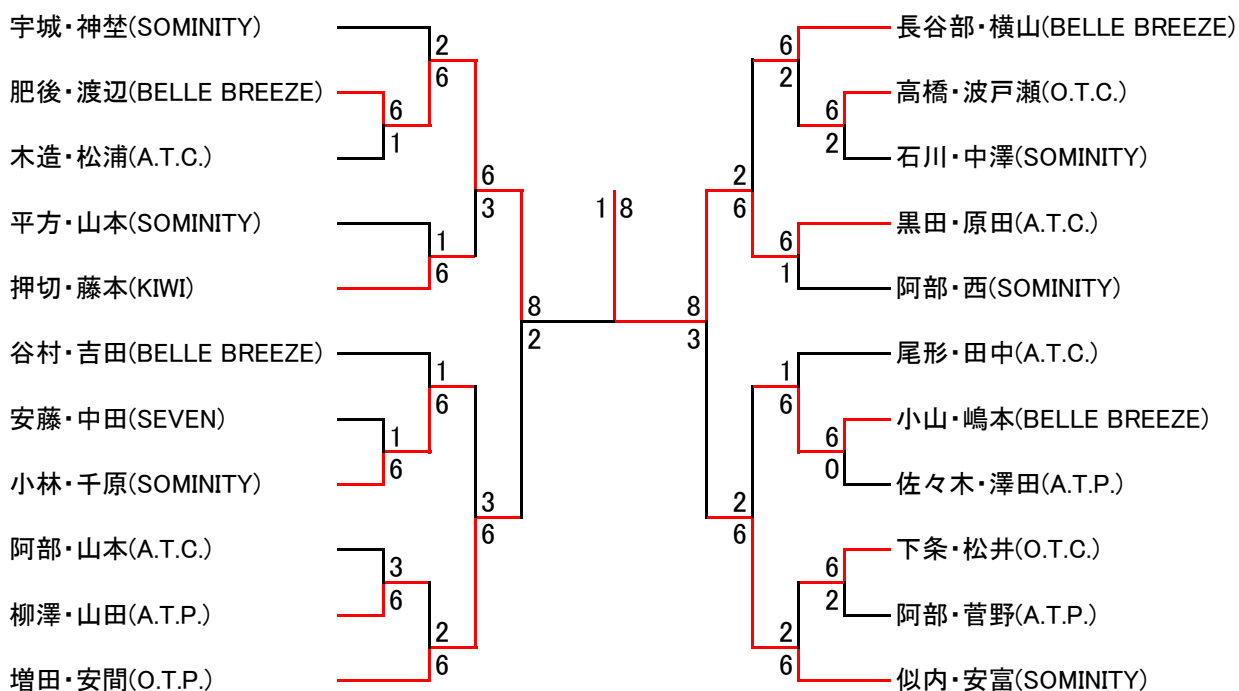 宇城・神埜(SOMINITY)
肥後・渡辺(BELLE BREEZE)
木造・松浦(A.T.C.)
平方・山本(SOMINITY)
押切・藤本(KIWI)
谷村・吉田(BELLE BREEZE)
安藤・中田(SEVEN)
小林・千原(SOMINITY)
阿部・山本(A.T.C.)
柳澤・山田(A.T.P.)
増田・安間(O.T.P.)
2
6
6
1
6
3
1
6
8
2
1
6
1
6
3
6
3
6
2
6
1 8
6
2
6
2
2
6
6
1
8
3
1
6
6
0
2
6
6
2
2
6
長谷部・横山(BELLE BREEZE)
高橋・波戸瀬(O.T.C.)
石川・中澤(SOMINITY)
黒田・原田(A.T.C.)
阿部・西(SOMINITY)
尾形・田中(A.T.C.)
小山・嶋本(BELLE BREEZE)
佐々木・澤田(A.T.P.)
下条・松井(O.T.C.)
阿部・菅野(A.T.P.)
似内・安富(SOMINITY)